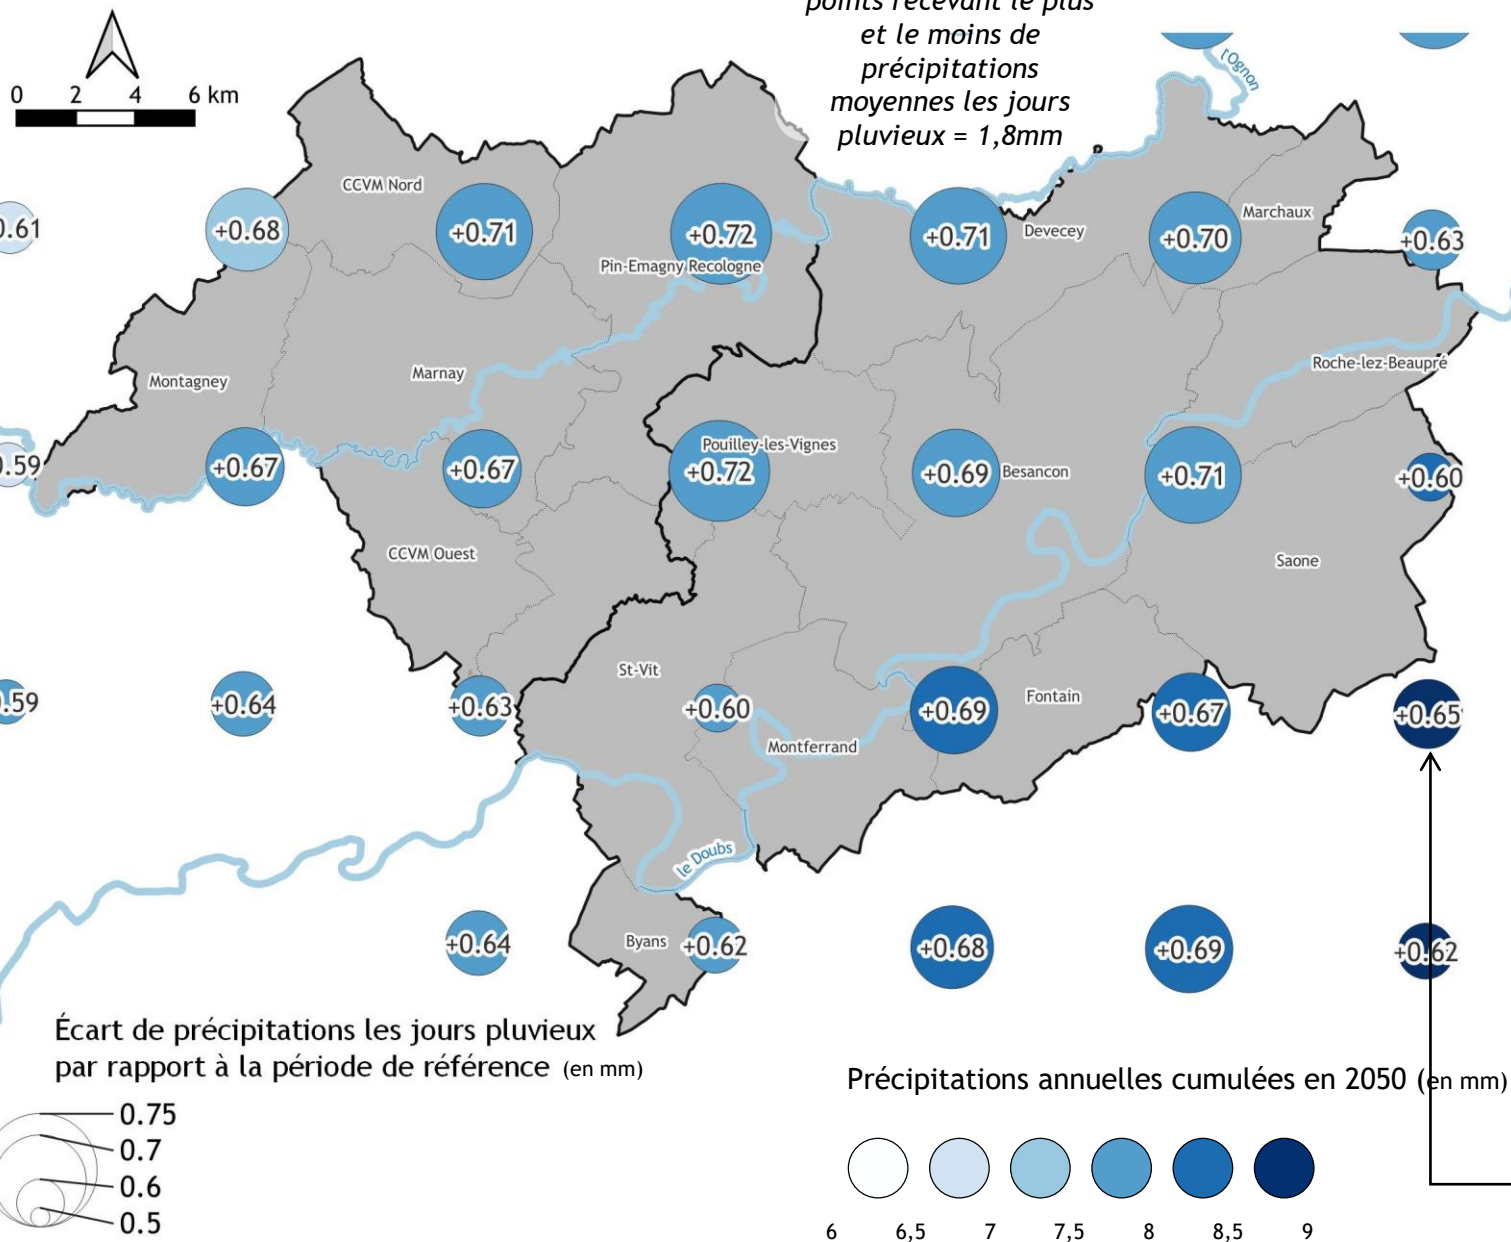 points recevant le plus
et le moins de
précipitations
moyennes les jours
pluvieux = 1,8mm
0 2 4 6 km
l'Ognon
CCVM Nord
Marchaux
0.61
+0.68
+0.71
+0.72
+0.71
Devecey
+0.70
+0.63
Pin-Emagny Recologne
Roche-lez-Beaupré
Montagney
Marnay
Pouilley-les-Vignes
0.59
+0.67
+0.67
+0.72
+0.69
Besancon
+0.71
+0.60
CCVM Ouest
Saone
St-Vit
Fontain
0.59
+0.64
+0.63
+0.60
+0.69
+0.67
+0.65
Montferrand
le Doubs
+0.64
Byans
+0.62
+0.68
+0.69
+0.62
Écart de précipitations les jours pluvieux
par rapport à la période de référence (en mm)
0.75
0.7
0.6
0.5
Précipitations annuelles cumulées en 2050 (en mm)
6 6,5 7 7,5 8 8,5 9